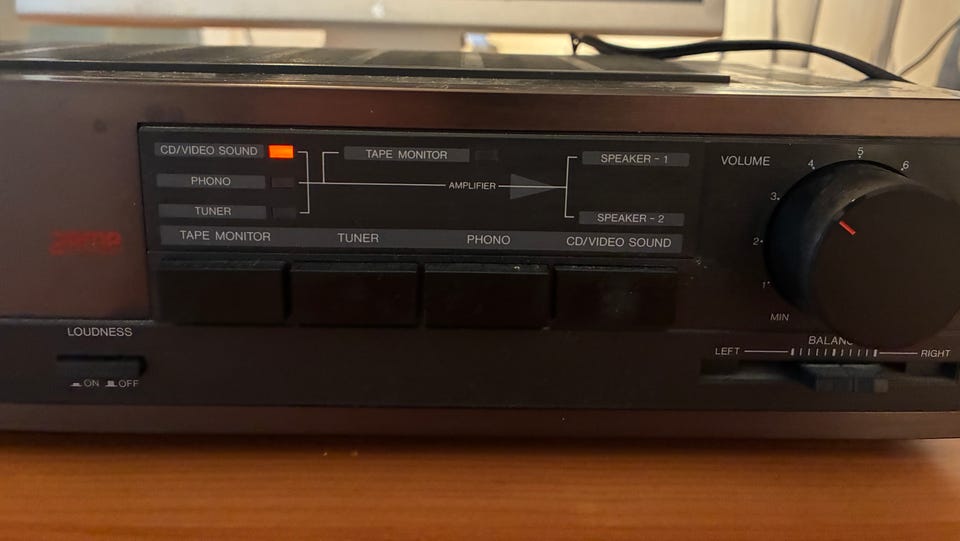 CD/VIDEO SOUND
TAPE MONITOR
SPEAKER - 1
PHONO
AMPLIFIER
TUNER
SPEAKER - 2
TAPE MONITOR TUNER PHONO CD/VIDEO SOUND
VOLUME
MIN 1 2 3 4 5 6
LOUDNESS
ON OFF
LEFT RIGHT